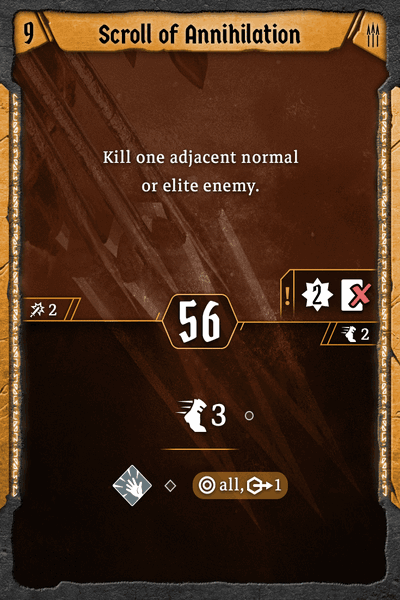 9 Scroll of Annihilation
Kill one adjacent normal
or elite enemy.
! 2
2 56 2
3
all, 1